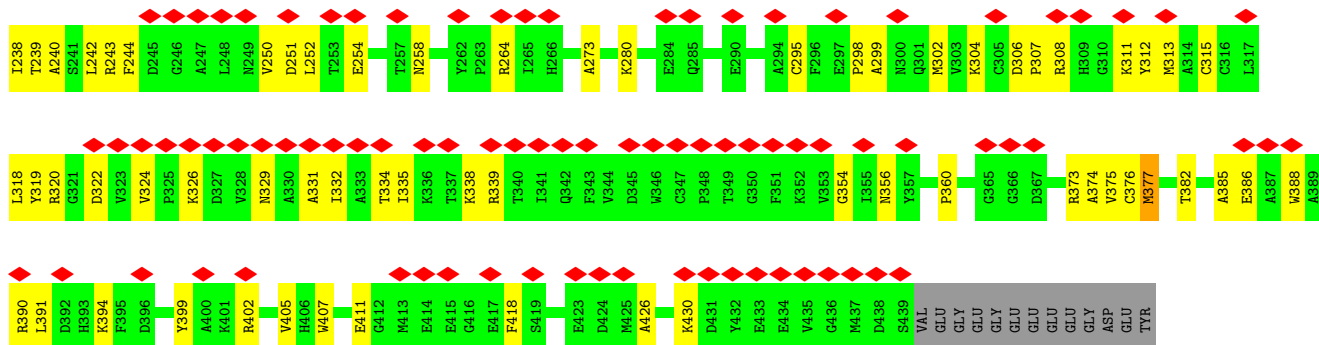 I238 T239 A240 S241 L242 R243 F244 D245 G246 A247 L248 N249 V250 D251 L252 T253 E254 T257 N258 Y262 P263 R264 I265 H266 A273 K280 E284 Q285 E290 A294 C295 F296 E297 P298 A299 N300 Q301 M302 V303 K304 C305 D306 P307 R308 H309 G310 K311 Y312 M313 A314 C315 C316 L317
L318 Y319 R320 G321 D322 V323 V324 P325 K326 D327 V328 N329 A330 A331 I332 A333 T334 I335 K336 T337 K338 R339 T340 I341 Q342 F343 V344 D345 W346 C347 P348 T349 G350 F351 K352 V353 G354 I355 N356 Y357 P360 G365 G366 D367 R373 A374 V375 C376 M377 T382 A385 E386 A387 W388 A389
R390 L391 D392 H393 K394 F395 D396 Y399 A400 K401 R402 V405 H406 W407 E411 G412 M413 E414 E415 G416 E417 F418 S419 E423 D424 M425 A426 K430 D431 Y432 E433 E434 V435 G436 M437 D438 S439 VAL GLU GLY GLU GLY GLU GLU GLU GLU GLY ASP GLU TYR